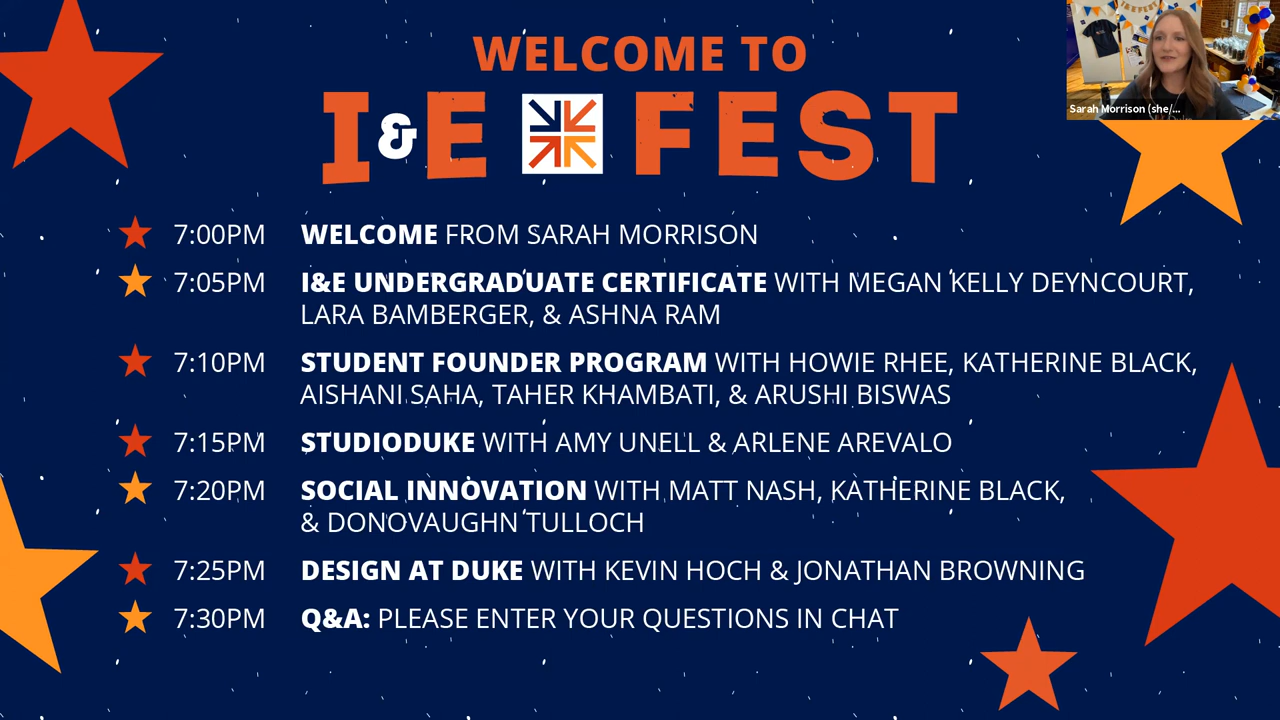 WELCOME TO
I&E FEST
Sarah Morrison (she/...
7:00PM WELCOME FROM SARAH MORRISON
7:05PM I&E UNDERGRADUATE CERTIFICATE WITH MEGAN KELLY DEYNCOURT,
LARA BAMBERGER, & ASHNA RAM
7:10PM STUDENT FOUNDER PROGRAM WITH HOWIE RHEE, KATHERINE BLACK,
AISHANI SAHA, TAHER KHAMBATI, & ARUSHI BISWAS
7:15PM STUDIODUKE WITH AMY UNELL & ARLENE AREVALO
7:20PM SOCIAL INNOVATION WITH MATT NASH, KATHERINE BLACK,
& DONOVAUGHN TULLOCH
7:25PM DESIGN AT DUKE WITH KEVIN HOCH & JONATHAN BROWNING
7:30PM Q&A: PLEASE ENTER YOUR QUESTIONS IN CHAT